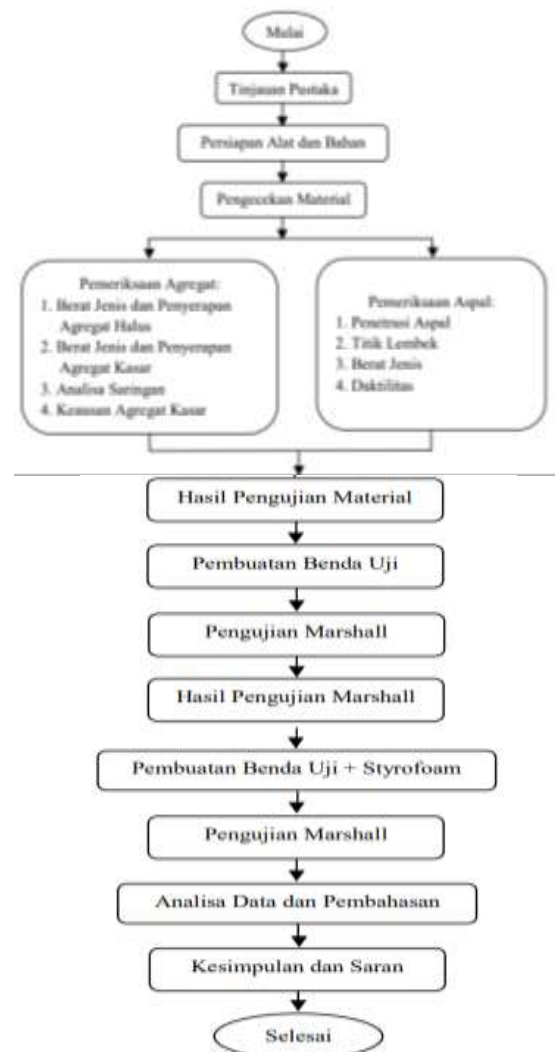 Mulai
Tinjauan Pustaka
Persiapan Alat dan Bahan
Pengecekan Material
Pemeriksaan Agregat:
1. Berat Jenis dan Penyerapan
Agregat Halus
2. Berat Jenis dan Penyerapan
Agregat Kasar
3. Analisa Saringan
4. Keausan Agregat Kasar
Pemeriksaan Aspal:
1. Penetrasi Aspal
2. Titik Lembek
3. Berat Jenis
4. Daktilitas
Hasil Pengujian Material
Pembuatan Benda Uji
Pengujian Marshall
Hasil Pengujian Marshall
Pembuatan Benda Uji + Styrofoam
Pengujian Marshall
Analisa Data dan Pembahasan
Kesimpulan dan Saran
Selesai